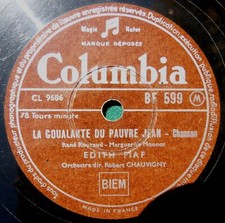 Magic Notes
MARQUE DÉPOSÉE
Columbia
CL 9686
BF 599
M
78 Tours minute.
LA GOUALANTE DU PAUVRE JEAN - Chanson
René Rouzaud - Marguerite Monnot
EDITH PIAF
Orchestre dir. Robert CHAUVIGNY
BIEM
MADE IN FRANCE